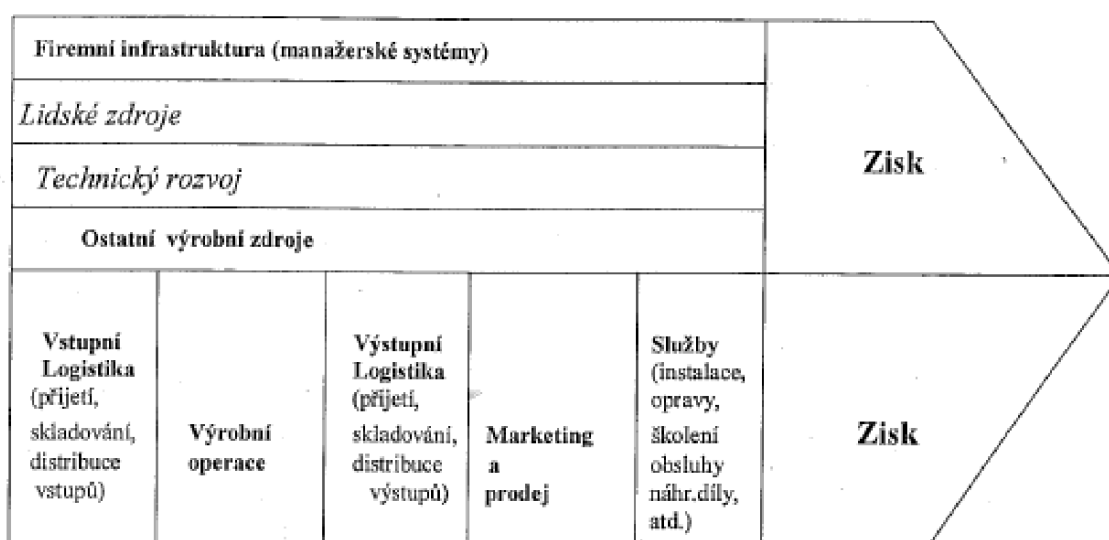 Firemní infrastruktura (manažerské systémy)
Lidské zdroje
Technický rozvoj
Ostatní výrobní zdroje
Zisk
Vstupní
Logistika
(přijetí,
skladování,
distribuce
vstupů)
Výrobní
operace
Výstupní
Logistika
(přijetí,
skladování,
distribuce
výstupů)
Marketing
a
prodej
Služby
(instalace,
opravy,
školení
obsluhy
náhr.díly,
atd.)
Zisk